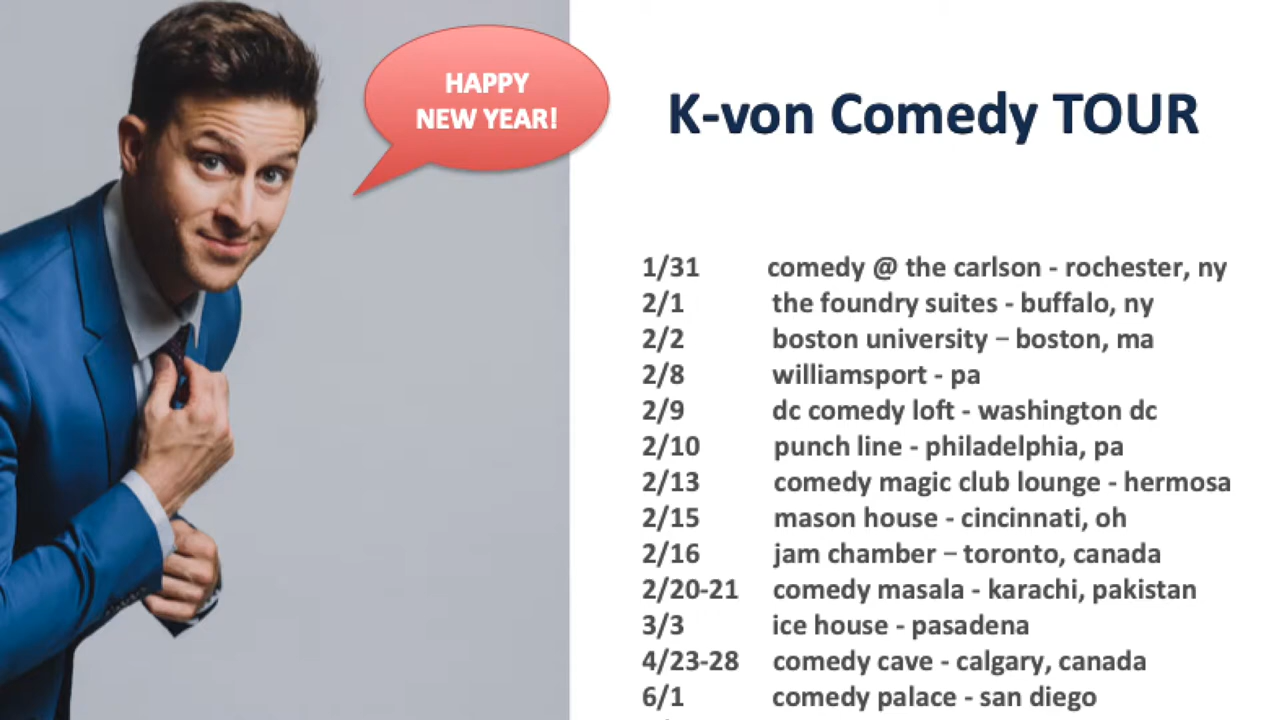 HAPPY
NEW YEAR!
K-von Comedy TOUR
1/31 comedy @ the carlson - rochester, ny
2/1 the foundry suites - buffalo, ny
2/2 boston university – boston, ma
2/8 williamsport - pa
2/9 dc comedy loft - washington dc
2/10 punch line - philadelphia, pa
2/13 comedy magic club lounge - hermosa
2/15 mason house - cincinnati, oh
2/16 jam chamber – toronto, canada
2/20-21 comedy masala - karachi, pakistan
3/3 ice house - pasadena
4/23-28 comedy cave - calgary, canada
6/1 comedy palace - san diego